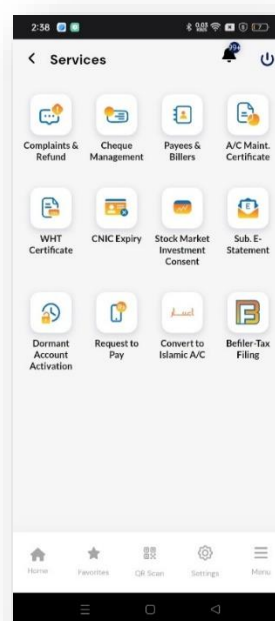 2:38
99+
Services
Complaints & Refund
Cheque Management
Payees & Billers
A/C Maint. Certificate
WHT Certificate
CNIC Expiry
Stock Market Investment Consent
Sub. E-Statement
Dormant Account Activation
Request to Pay
Convert to Islamic A/C
Befiler-Tax Filing
Home
Favorites
QR Scan
Settings
Menu